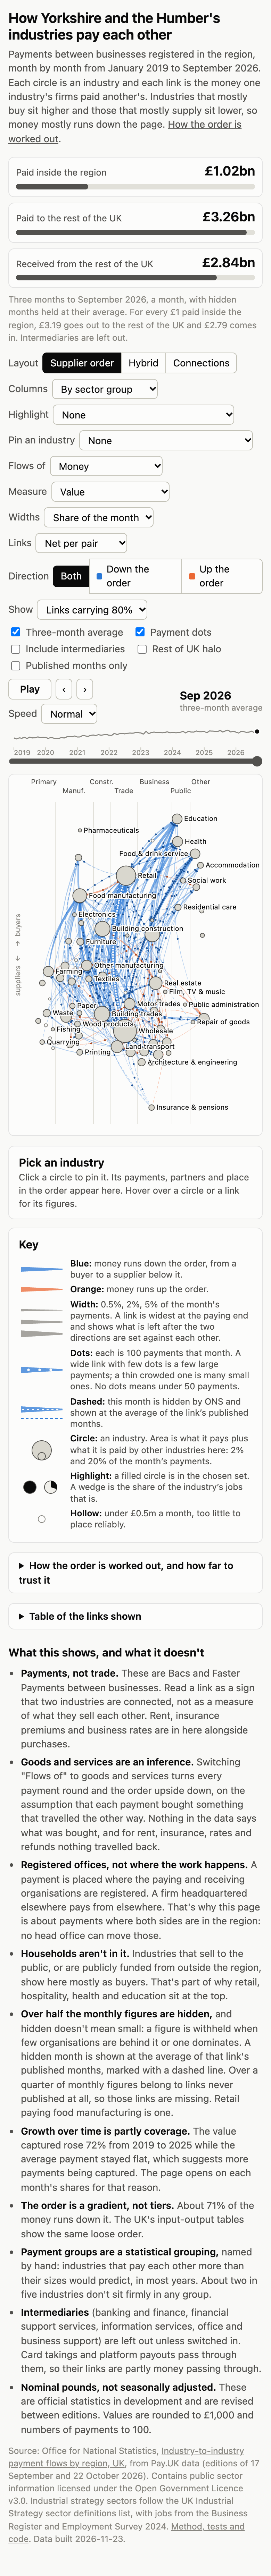 How Yorkshire and the Humber's
industries pay each other
Payments between businesses registered in the region,
month by month from January 2019 to September 2026.
Each circle is an industry and each link is the money one
industry's firms paid another's. Industries that mostly
buy sit higher and those that mostly supply sit lower, so
money mostly runs down the page. How the order is
worked out.
Paid inside the region £1.02bn
Paid to the rest of the UK £3.26bn
Received from the rest of the UK £2.84bn
Three months to September 2026, a month, with hidden
months held at their average. For every £1 paid inside the
region, £3.19 goes out to the rest of the UK and £2.79 comes
in. Intermediaries are left out.
Layout Supplier order Hybrid Connections
Columns By sector group
Highlight None
Pin an industry None
Flows of Money
Measure Value
Widths Share of the month
Links Net per pair
Direction Both Down the order Up the order
Show Links carrying 80%
Three-month average Payment dots
Include intermediaries Rest of UK halo
Published months only
Play ‹ › Sep 2026
three-month average
Speed Normal
2019 2020 2021 2022 2023 2024 2025 2026
Primary Constr. Business Other
Manuf. Trade Public
suppliers ← → buyers
Education
Pharmaceuticals
Health
Food & drink service
Accommodation
Retail
Social work
Food manufacturing
Residential care
Electronics
Building construction
Furniture
Other manufacturing
Farming
Textiles
Real estate
Film, TV & music
Paper
Motor trades
Public administration
Waste
Building trades
Repair of goods
Wood products
Fishing
Wholesale
Quarrying
Land transport
Printing
Architecture & engineering
Insurance & pensions
Pick an industry
Click a circle to pin it. Its payments, partners and place
in the order appear here. Hover over a circle or a link
for its figures.
Key
Blue: money runs down the order, from a
buyer to a supplier below it.
Orange: money runs up the order.
Width: 0.5%, 2%, 5% of the month's
payments. A link is widest at the paying end
and shows what is left after the two
directions are set against each other.
Dots: each is 100 payments that month. A
wide link with few dots is a few large
payments; a thin crowded one is many small
ones. No dots means under 50 payments.
Dashed: this month is hidden by ONS and
shown at the average of the link's published
months.
Circle: an industry. Area is what it pays plus
what it is paid by other industries here: 2%
and 20% of the month's payments.
Highlight: a filled circle is in the chosen set.
A wedge is the share of the industry's jobs
that is.
Hollow: under £0.5m a month, too little to
place reliably.
▶ How the order is worked out, and how far to
trust it
▶ Table of the links shown
What this shows, and what it doesn't
• Payments, not trade. These are Bacs and Faster
Payments between businesses. Read a link as a sign
that two industries are connected, not as a measure
of what they sell each other. Rent, insurance
premiums and business rates are in here alongside
purchases.
• Goods and services are an inference. Switching
"Flows of" to goods and services turns every
payment round and the order upside down, on the
assumption that each payment bought something
that travelled the other way. Nothing in the data says
what was bought, and for rent, insurance, rates and
refunds nothing travelled back.
• Registered offices, not where the work happens. A
payment is placed where the paying and receiving
organisations are registered. A firm headquartered
elsewhere pays from elsewhere. That's why this page
is about payments where both sides are in the region:
no head office can move those.
• Households aren't in it. Industries that sell to the
public, or are publicly funded from outside the region,
show here mostly as buyers. That's part of why retail,
hospitality, health and education sit at the top.
• Over half the monthly figures are hidden, and
hidden doesn't mean small: a figure is withheld when
few organisations are behind it or one dominates. A
hidden month is shown at the average of that link's
published months, marked with a dashed line. Over a
quarter of monthly figures belong to links never
published at all, so those links are missing. Retail
paying food manufacturing is one.
• Growth over time is partly coverage. The value
captured rose 72% from 2019 to 2025 while the
average payment stayed flat, which suggests more
payments being captured. The page opens on each
month's shares for that reason.
• The order is a gradient, not tiers. About 71% of the
money runs down it. The UK's input-output tables
show the same loose order.
• Payment groups are a statistical grouping, named
by hand: industries that pay each other more than
their sizes would predict, in most years. About two in
five industries don't sit firmly in any group.
• Intermediaries (banking and finance, financial
support services, information services, office and
business support) are left out unless switched in.
Card takings and platform payouts pass through
them, so their links are partly money passing through.
• Nominal pounds, not seasonally adjusted. These
are official statistics in development and are revised
between editions. Values are rounded to £1,000 and
numbers of payments to 100.
Source: Office for National Statistics, Industry-to-industry
payment flows by region, UK, from Pay.UK data (editions of 17
September and 22 October 2026). Contains public sector
information licensed under the Open Government Licence
v3.0. Industrial strategy sectors follow the UK Industrial
Strategy sector definitions list, with jobs from the Business
Register and Employment Survey 2024. Method, tests and
code. Data built 2026-11-23.